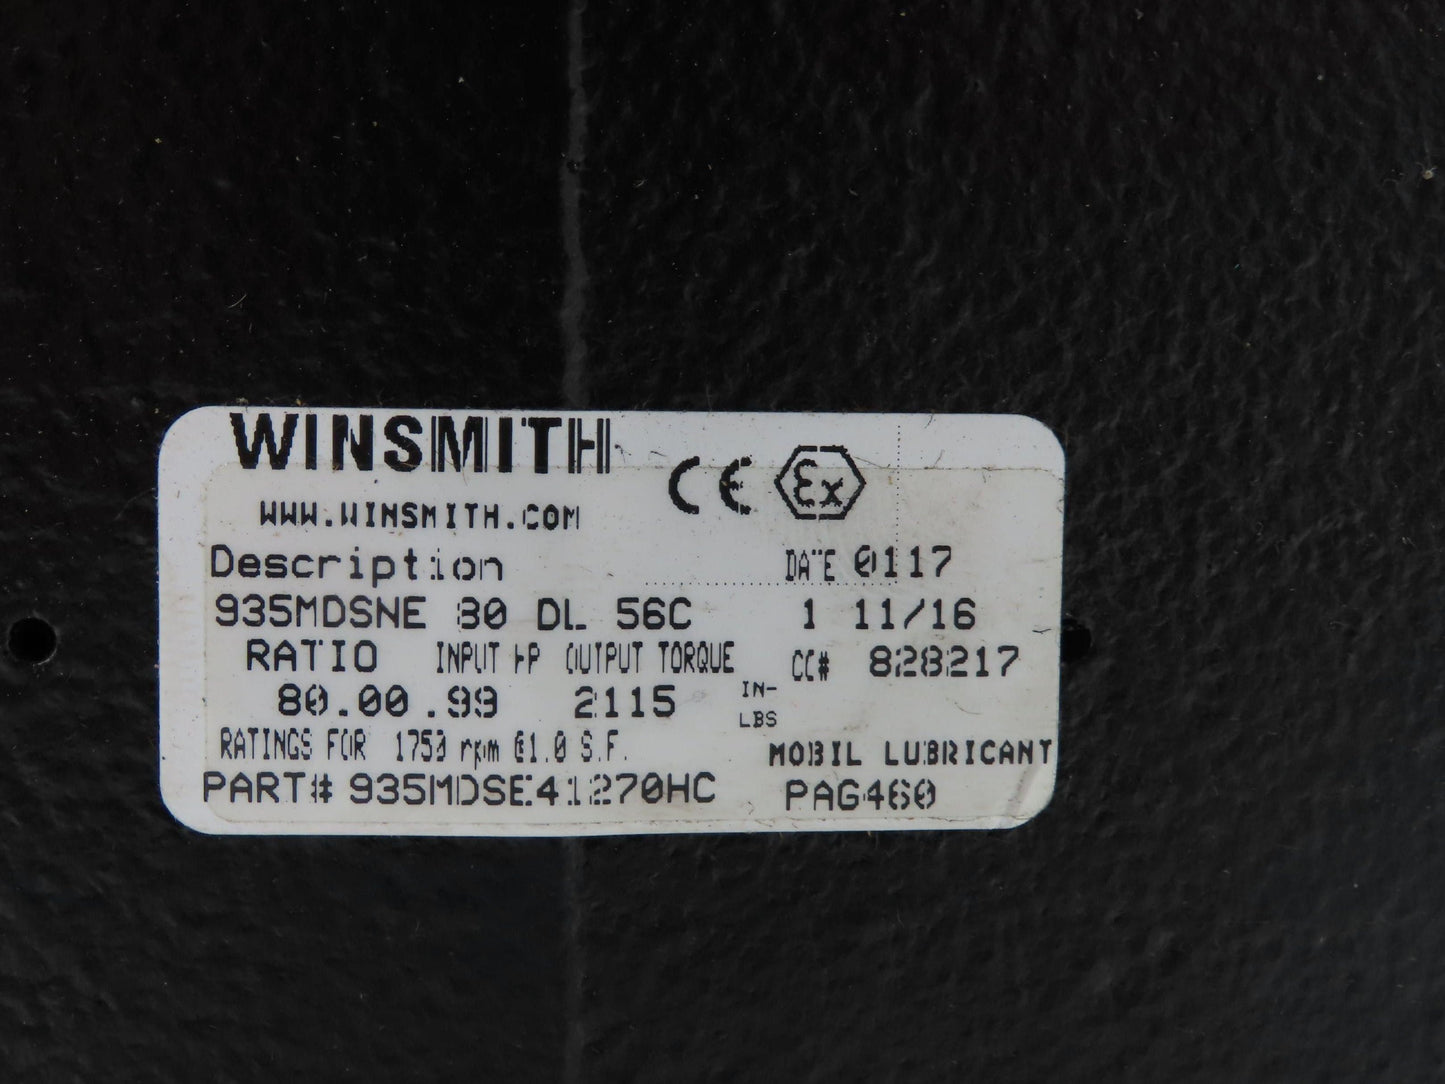 WINSMITH
CE Ex
WWW.WINSMITH.COM
Description DATE 0117
935MDSNE 80 DL 56C 1 11/16
RATIO INPUT HP OUTPUT TORQUE CC# 828217
80.00 .99 2115 IN-LBS
RATINGS FOR 1750 rpm @1.0 S.F. MOBIL LUBRICANT
PART# 935MDSE41270HC PAG460